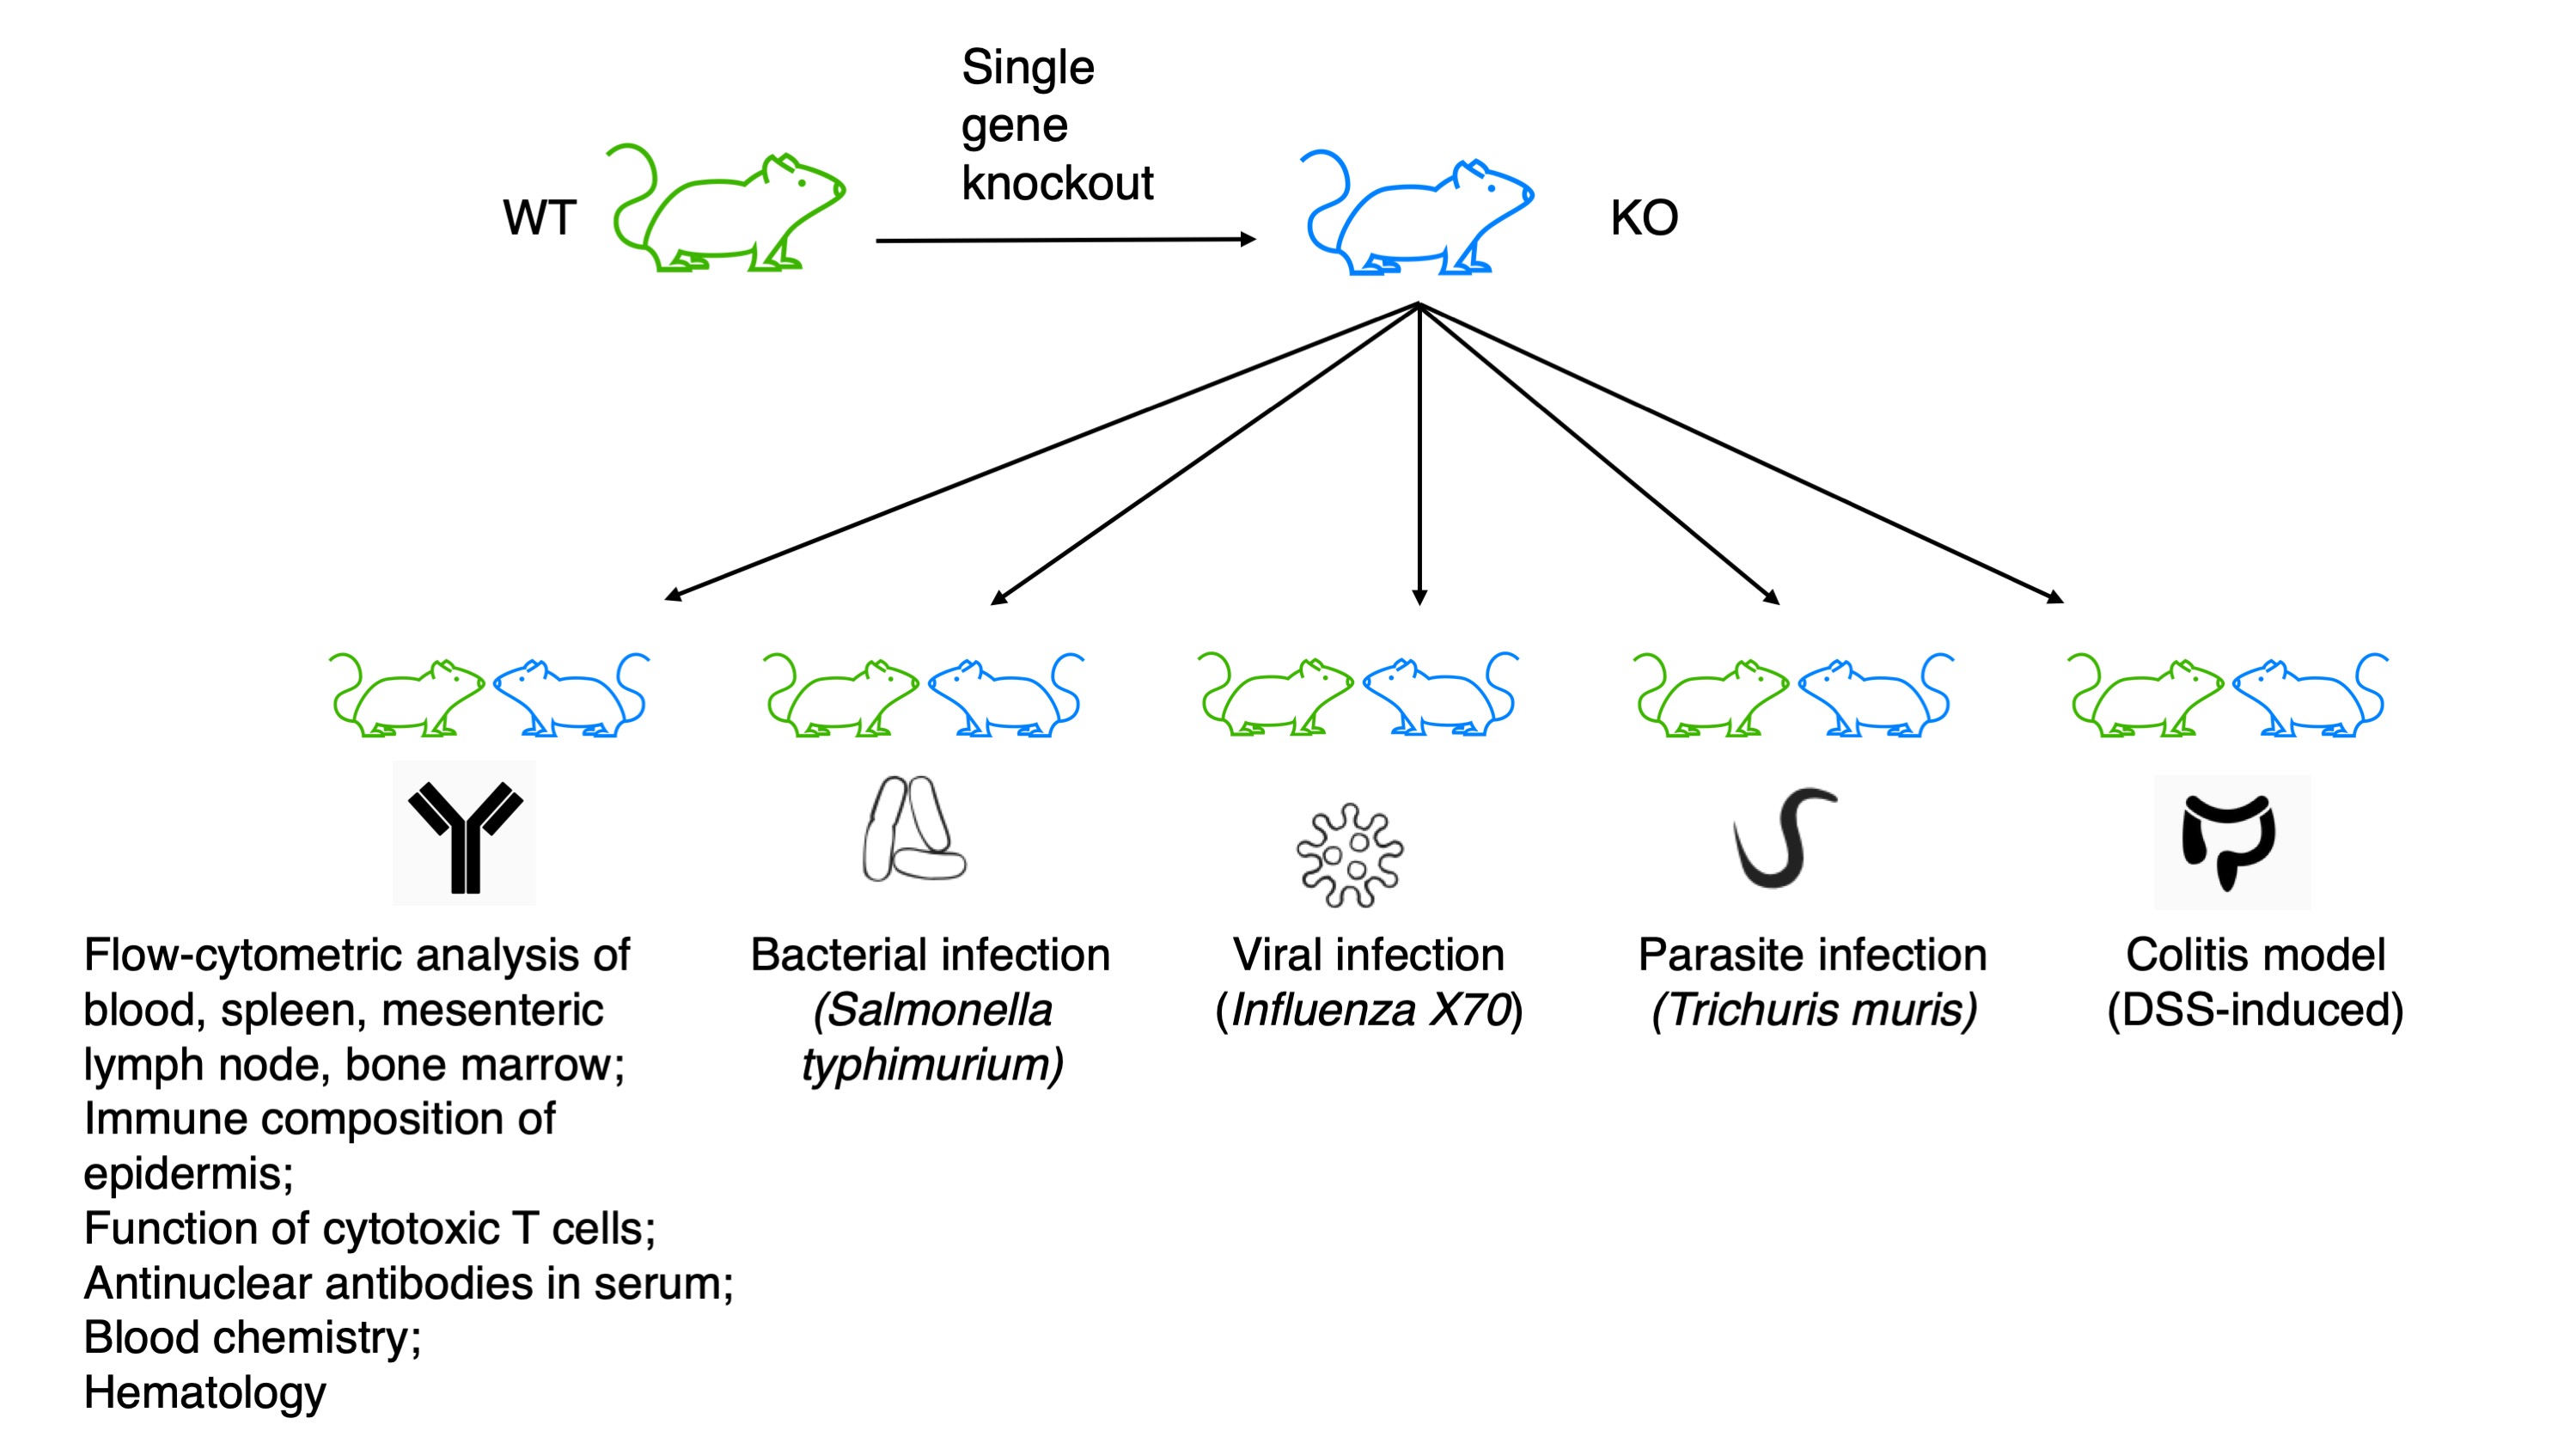 Single
gene
knockout
WT
KO
Flow-cytometric analysis of
blood, spleen, mesenteric
lymph node, bone marrow;
Immune composition of
epidermis;
Function of cytotoxic T cells;
Antinuclear antibodies in serum;
Blood chemistry;
Hematology
Bacterial infection
(Salmonella
typhimurium)
Viral infection
(Influenza X70)
Parasite infection
(Trichuris muris)
Colitis model
(DSS-induced)